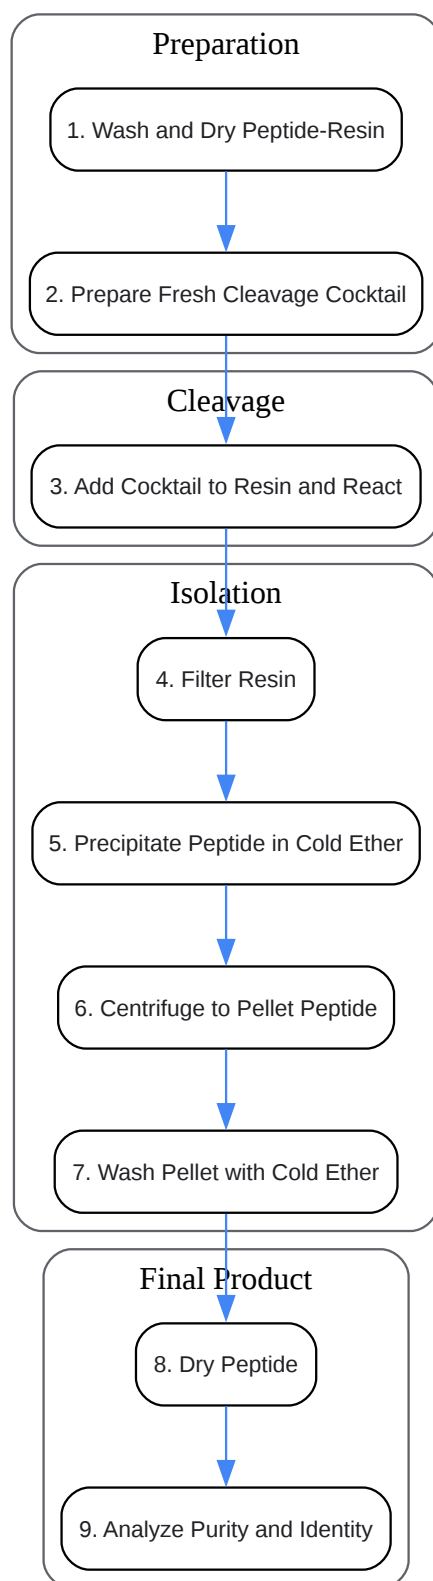 Preparation
1. Wash and Dry Peptide-Resin
2. Prepare Fresh Cleavage Cocktail
Cleavage
3. Add Cocktail to Resin and React
Isolation
4. Filter Resin
5. Precipitate Peptide in Cold Ether
6. Centrifuge to Pellet Peptide
7. Wash Pellet with Cold Ether
Final Product
8. Dry Peptide
9. Analyze Purity and Identity